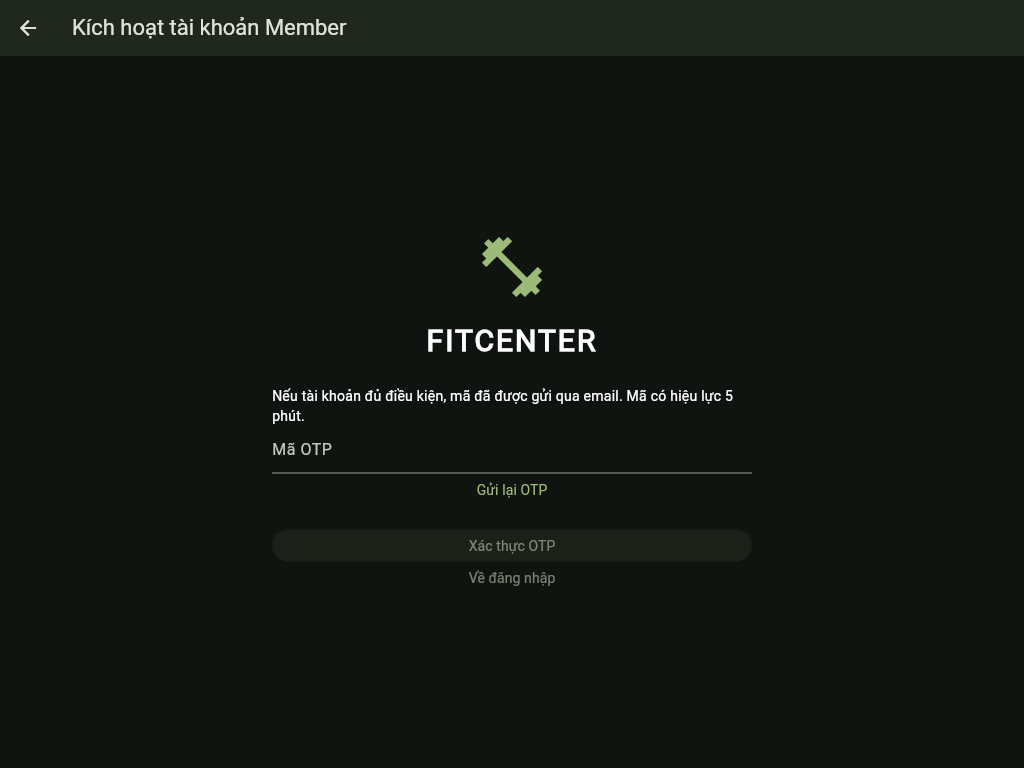 Kích hoạt tài khoản Member
FITCENTER
Nếu tài khoản đủ điều kiện, mã đã được gửi qua email. Mã có hiệu lực 5
phút.
Mã OTP
Gửi lại OTP
Xác thực OTP
Về đăng nhập